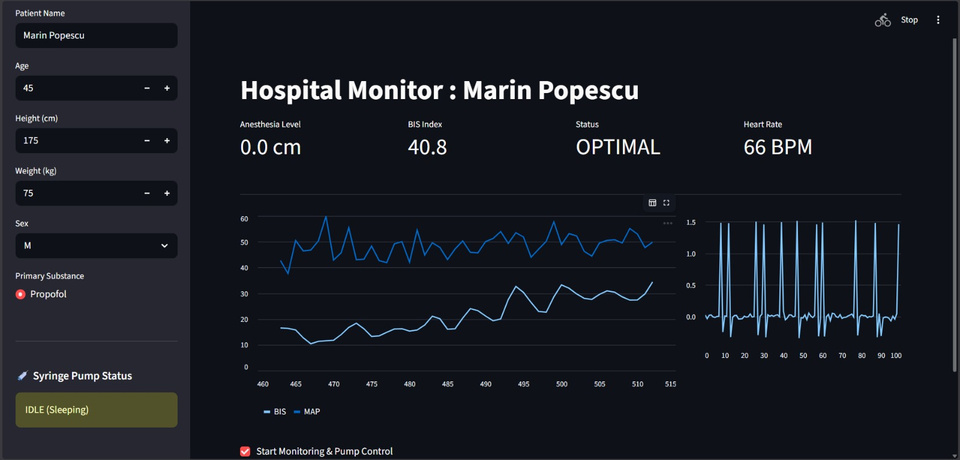 Patient Name
Marin Popescu
Age
45
Height (cm)
175
Weight (kg)
75
Sex
M
Primary Substance
Propofol
Syringe Pump Status
IDLE (Sleeping)
Stop
Hospital Monitor : Marin Popescu
Anesthesia Level
0.0 cm
BIS Index
40.8
Status
OPTIMAL
Heart Rate
66 BPM
60
50
40
30
20
10
0
460 465 470 475 480 485 490 495 500 505 510 515
BIS MAP
1.5
1.0
0.5
0.0
0 10 20 30 40 50 60 70 80 90 100
Start Monitoring & Pump Control